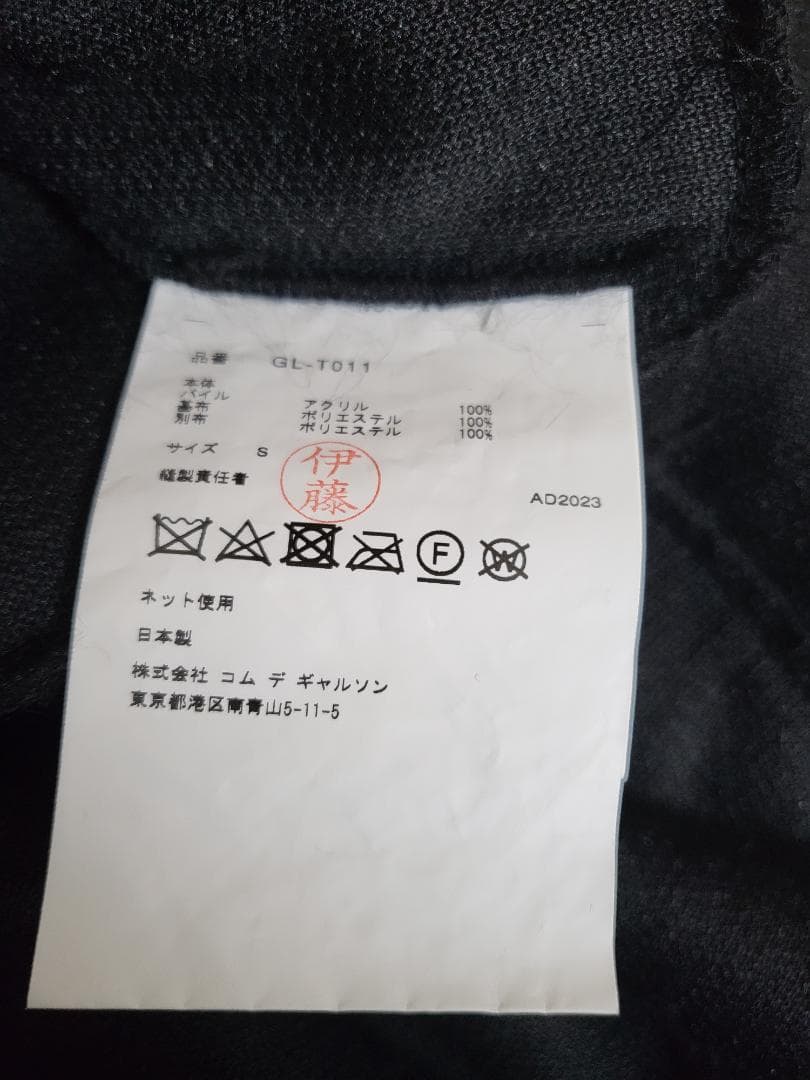 品番 GL-T011
本体
パイル アクリル 100%
基布 ポリエステル 100%
別布 ポリエステル 100%
サイズ S
伊藤
縫製責任者
AD2023
F W
ネット使用
日本製
株式会社 コム デ ギャルソン
東京都港区南青山5-11-5